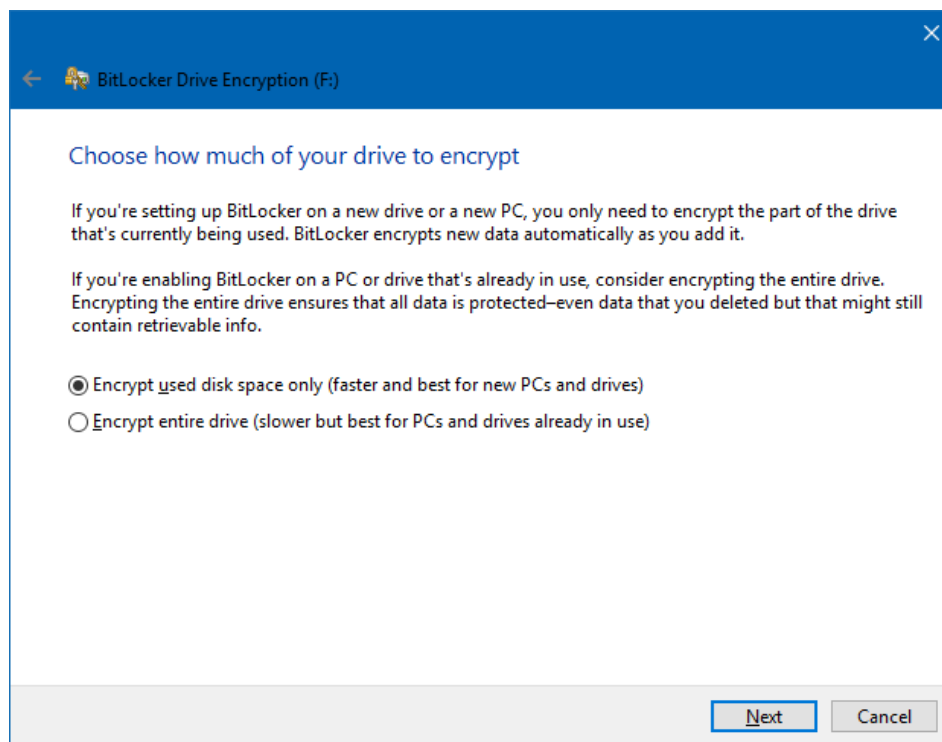 BitLocker Drive Encryption (F:)
Choose how much of your drive to encrypt
If you're setting up BitLocker on a new drive or a new PC, you only need to encrypt the part of the drive
that's currently being used. BitLocker encrypts new data automatically as you add it.
If you're enabling BitLocker on a PC or drive that's already in use, consider encrypting the entire drive.
Encrypting the entire drive ensures that all data is protected–even data that you deleted but that might still
contain retrievable info.
Encrypt used disk space only (faster and best for new PCs and drives)
Encrypt entire drive (slower but best for PCs and drives already in use)
Next Cancel